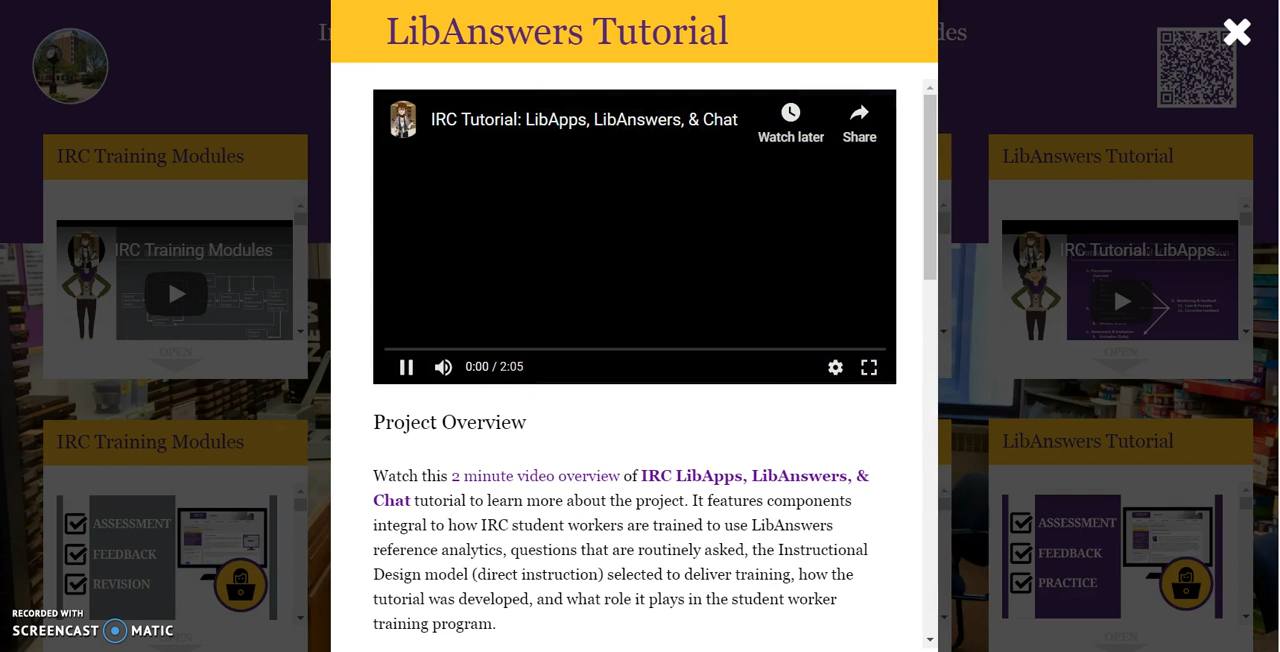 LibAnswers Tutorial
IRC Tutorial: LibApps, LibAnswers, & Chat
Watch later
Share
0:00 / 2:05
Project Overview
Watch this 2 minute video overview of IRC LibApps, LibAnswers, &
Chat tutorial to learn more about the project. It features components
integral to how IRC student workers are trained to use LibAnswers
reference analytics, questions that are routinely asked, the Instructional
Design model (direct instruction) selected to deliver training, how the
tutorial was developed, and what role it plays in the student worker
training program.
IRC Training Modules
IRC Training Modules
OPEN
IRC Training Modules
ASSESSMENT
FEEDBACK
REVISION
OPEN
LibAnswers Tutorial
IRC Tutorial: LibApps,
OPEN
LibAnswers Tutorial
ASSESSMENT
FEEDBACK
PRACTICE
OPEN
RECORDED WITH
SCREENCAST MATIC